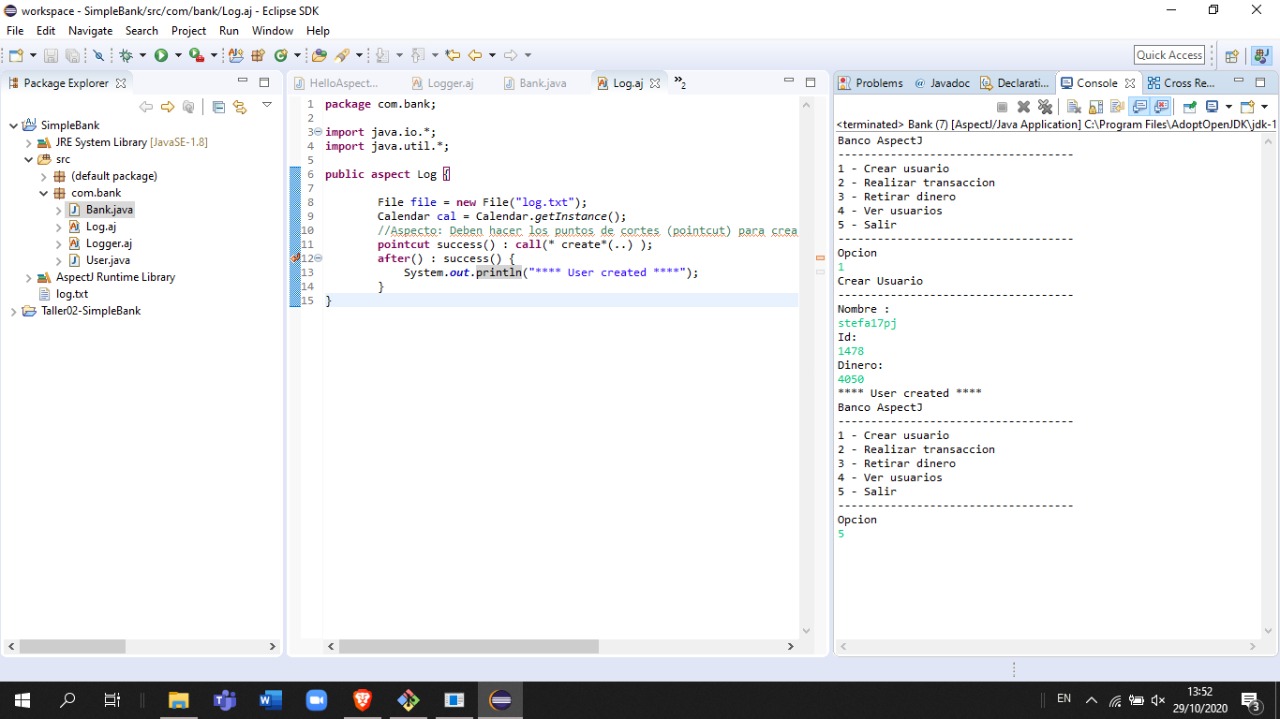 workspace - SimpleBank/src/com/bank/Log.aj - Eclipse SDK
File Edit Navigate Search Project Run Window Help
Quick Access
Package Explorer
SimpleBank
JRE System Library [JavaSE-1.8]
src
(default package)
com.bank
Bank.java
Log.aj
Logger.aj
User.java
AspectJ Runtime Library
log.txt
Taller02-SimpleBank
HelloAspect... Logger.aj Bank.java Log.aj »2
1 package com.bank;
2
3 import java.io.*;
4 import java.util.*;
5
6 public aspect Log {
7
8 File file = new File("log.txt");
9 Calendar cal = Calendar.getInstance();
10 //Aspecto: Deben hacer los puntos de cortes (pointcut) para crea
11 pointcut success() : call(* create*(..) );
12 after() : success() {
13 System.out.println("**** User created ****");
14 }
15 }
Problems @ Javadoc Declarati... Console Cross Re...
<terminated> Bank (7) [AspectJ/Java Application] C:\Program Files\AdoptOpenJDK\jdk-1
Banco AspectJ
------------------------------------
1 - Crear usuario
2 - Realizar transaccion
3 - Retirar dinero
4 - Ver usuarios
5 - Salir
------------------------------------
Opcion
1
Crear Usuario
------------------------------------
Nombre :
stefa17pj
Id:
1478
Dinero:
4050
**** User created ****
Banco AspectJ
------------------------------------
1 - Crear usuario
2 - Realizar transaccion
3 - Retirar dinero
4 - Ver usuarios
5 - Salir
------------------------------------
Opcion
5
EN
13:52
29/10/2020
3